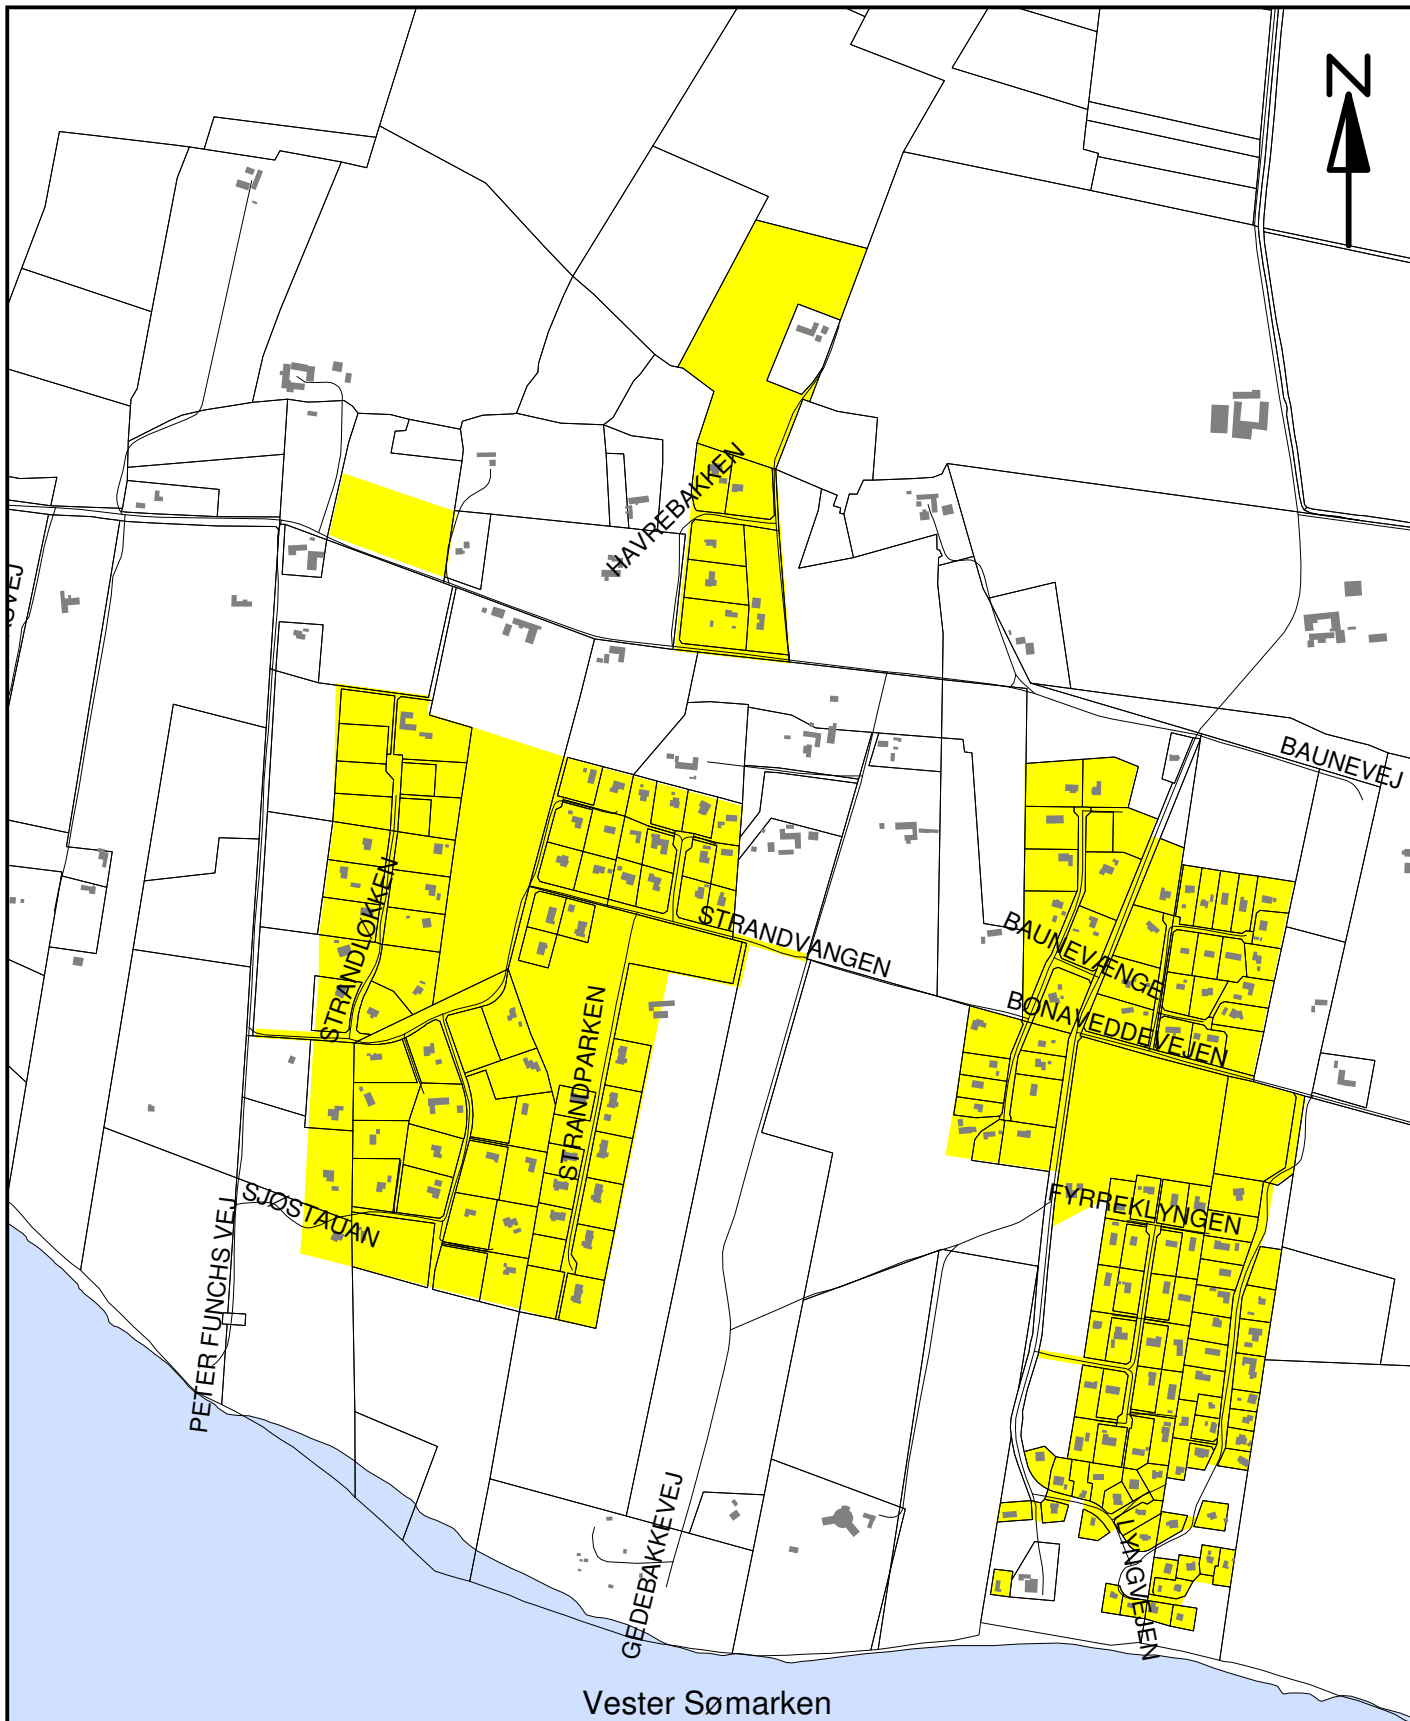 N
HAVREBAKKEN
BAUNEVEJ
STRANDLØKKEN
STRANDVANGEN
BAUNEVÆNGE
BONAVEDDEVEJEN
STRANDPARKEN
FYRREKLYNGEN
SJØSTAUAN
PETER FUNCHS VEJ
GEDEBAKKEVEJ
LYNGVEJEN
Vester Sømarken